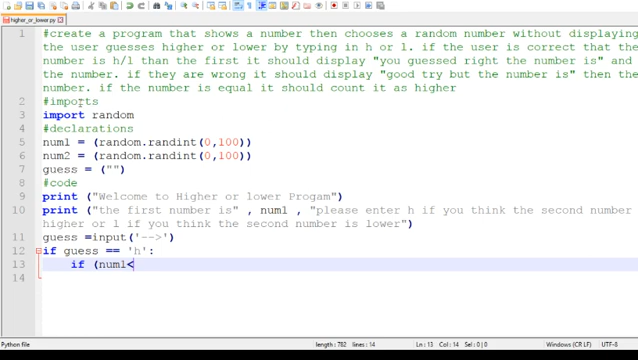 higher_or_lower.py
1 #create a program that shows a number then chooses a random number without displaying
the user guesses higher or lower by typing in h or l. if the user is correct that the
number is h/l than the first it should display "you guessed right the number is" and
the number. if they are wrong it should display "good try but the number is" then the
number. if the number is equal it should count it as higher
2 #imports
3 import random
4 #declarations
5 num1 = (random.randint(0,100))
6 num2 = (random.randint(0,100))
7 guess = ("")
8 #code
9 print ("Welcome to Higher or lower Progam")
10 print ("the first number is" , num1 , "please enter h if you think the second number
higher or l if you think the second number is lower")
11 guess =input('-->')
12 if guess == 'h':
13 if (num1<
14
Python file length : 782 lines : 14 Ln : 13 Col : 14 Sel : 0 | 0 Windows (CR LF) UTF-8